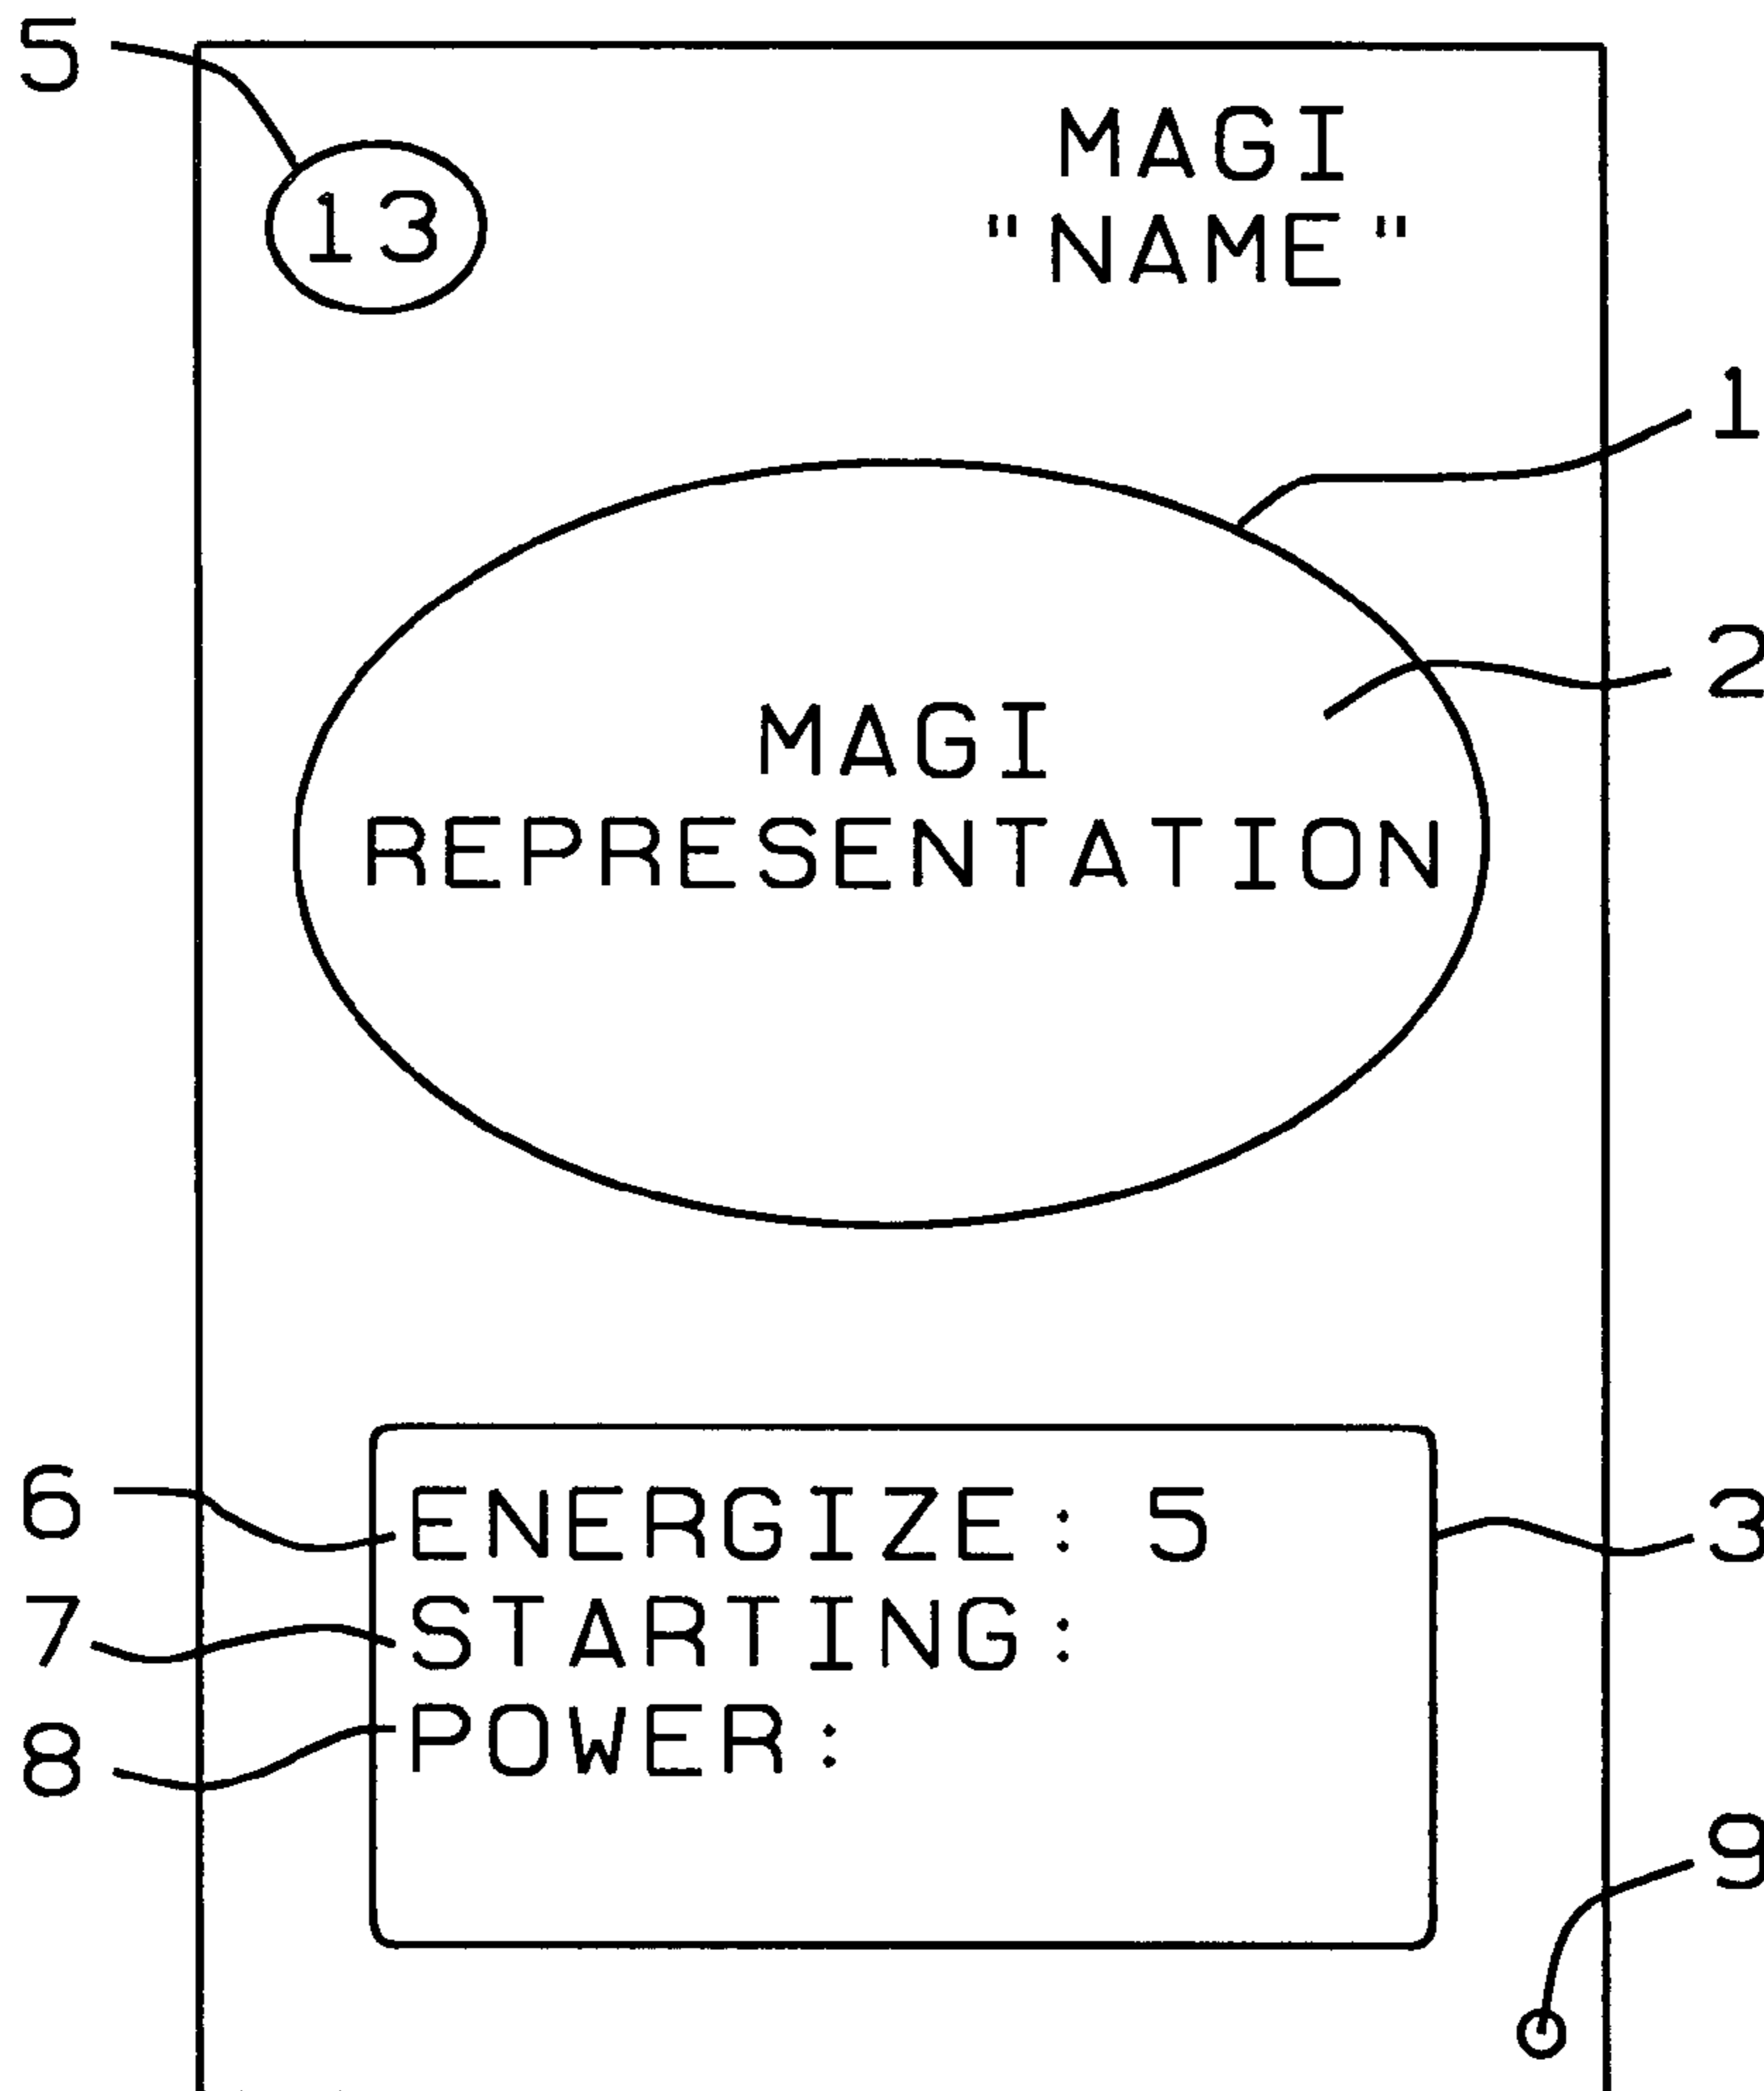 5
MAGI
"NAME"
13
1
2
MAGI
REPRESENTATION
6
ENERGIZE: 5
3
7
STARTING:
8
POWER:
9